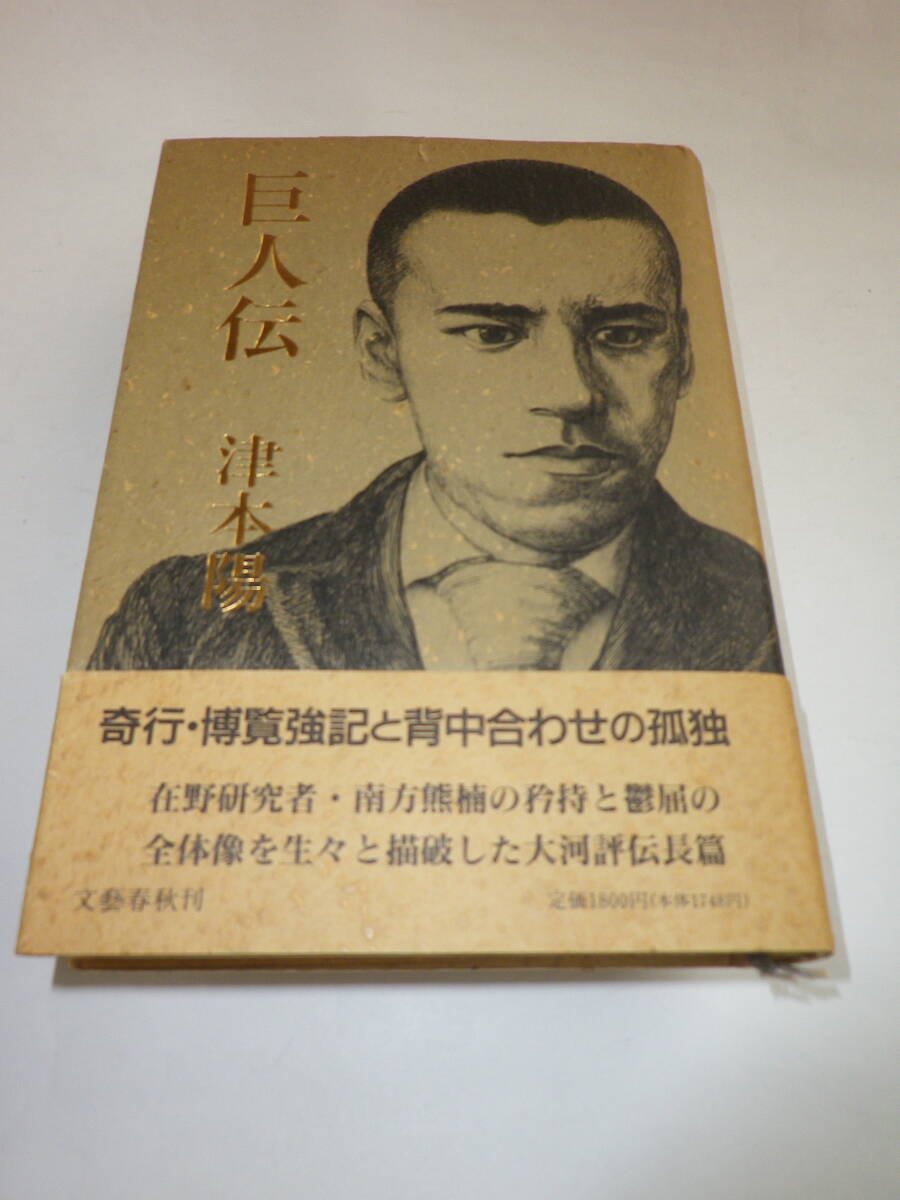 巨人伝
津本陽
奇行・博覧強記と背中合わせの孤独
在野研究者・南方熊楠の矜持と鬱屈の
全体像を生々と描破した大河評伝長篇
文藝春秋刊
定価1800円(本体1748円)